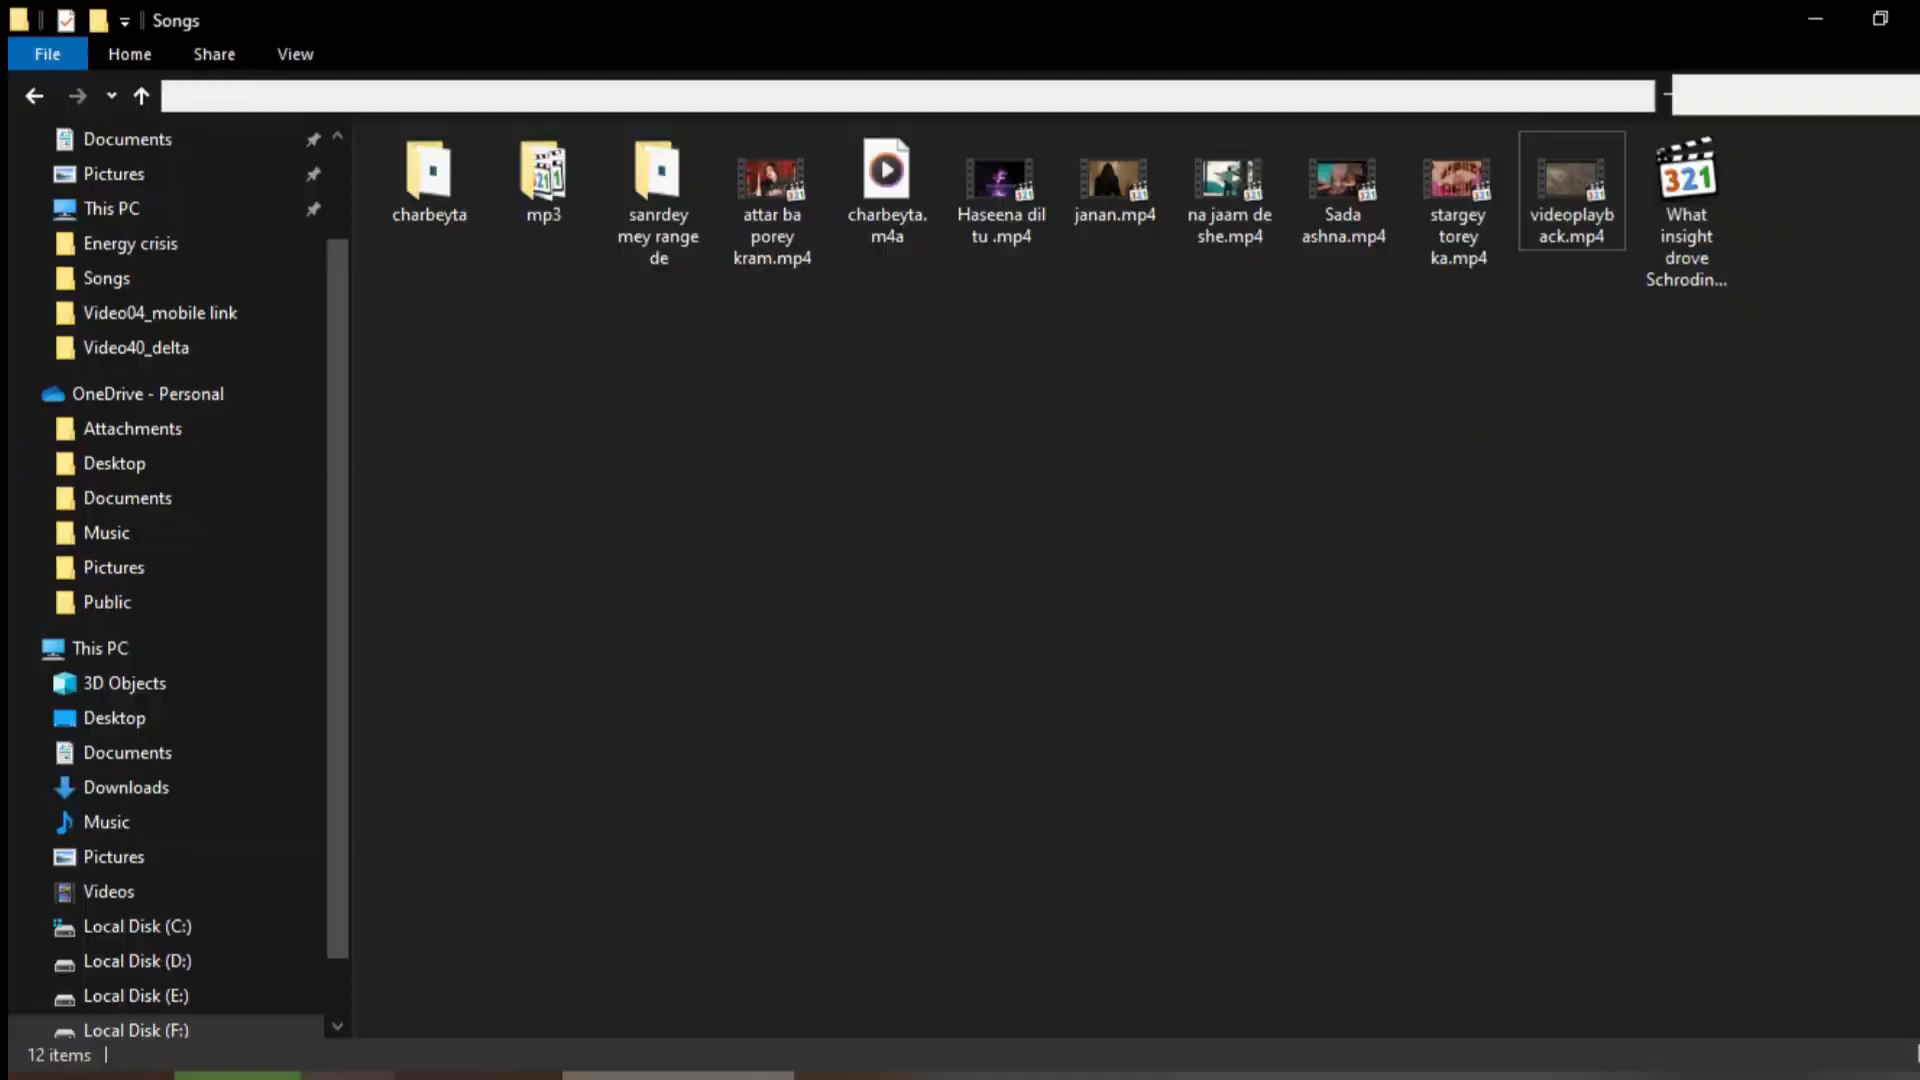 Songs
File Home Share View
Documents
Pictures
This PC
Energy crisis
Songs
Video04_mobile link
Video40_delta
OneDrive - Personal
Attachments
Desktop
Documents
Music
Pictures
Public
This PC
3D Objects
Desktop
Documents
Downloads
Music
Pictures
Videos
Local Disk (C:)
Local Disk (D:)
Local Disk (E:)
Local Disk (F:)
charbeyta
mp3
321
sanrdey
mey range
de
attar ba
porey
kram.mp4
charbeyta.
m4a
Haseena dil
tu .mp4
janan.mp4
na jaam de
she.mp4
Sada
ashna.mp4
stargey
torey
ka.mp4
videoplayb
ack.mp4
321
What
insight
drove
Schrodin...
12 items